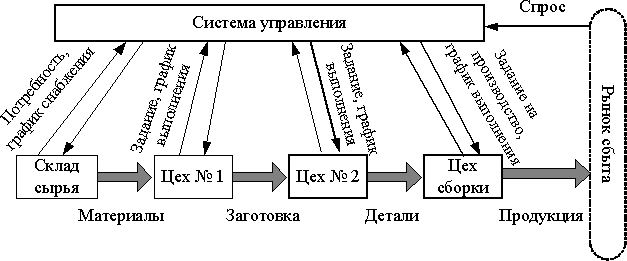 Система управления
Спрос
Потребность,
график снабжения
Задание, график
выполнения
Задание, график
выполнения
Задание на
производство,
график выполнения
Рынок сбыта
Склад
сырья
Цех № 1
Цех № 2
Цех
сборки
Материалы
Заготовка
Детали
Продукция